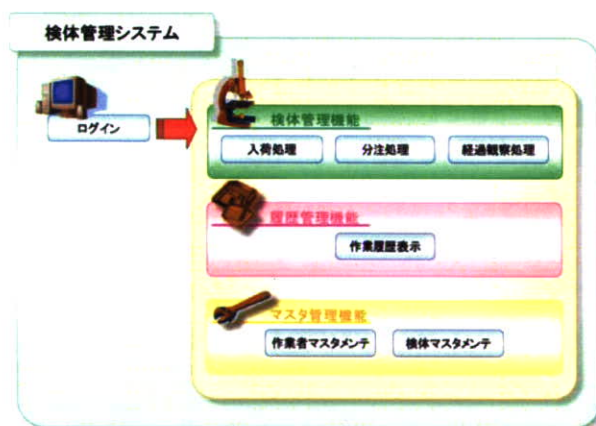 検体管理システム
ログイン
検体管理機能
入荷処理
分注処理
経過観察処理
履歴管理機能
作業履歴表示
マスタ管理機能
作業者マスタメンテ
検体マスタメンテ